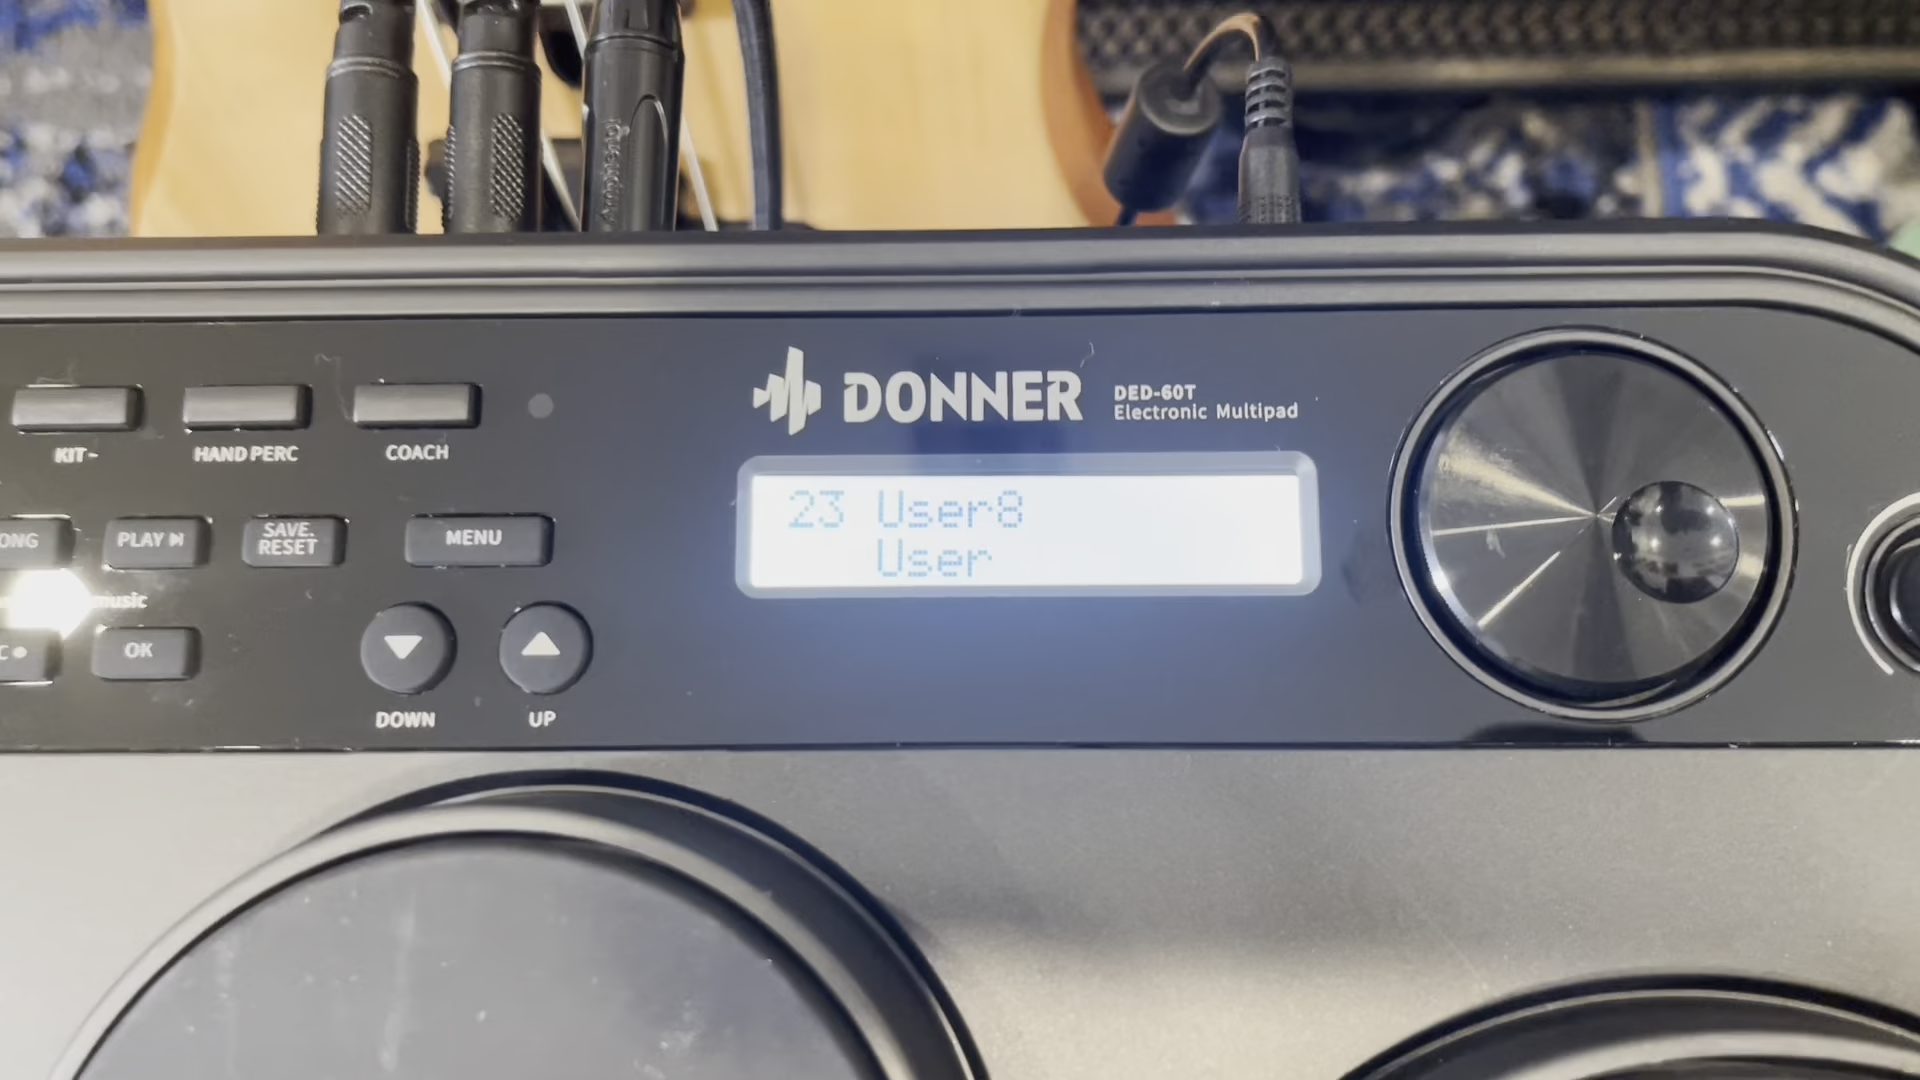 Amphenol
DONNER
DED-60T
Electronic Multipad
KIT~
HAND PERC
COACH
PLAY
SAVE.
RESET
MENU
music
OK
DOWN
UP
23 User8
User